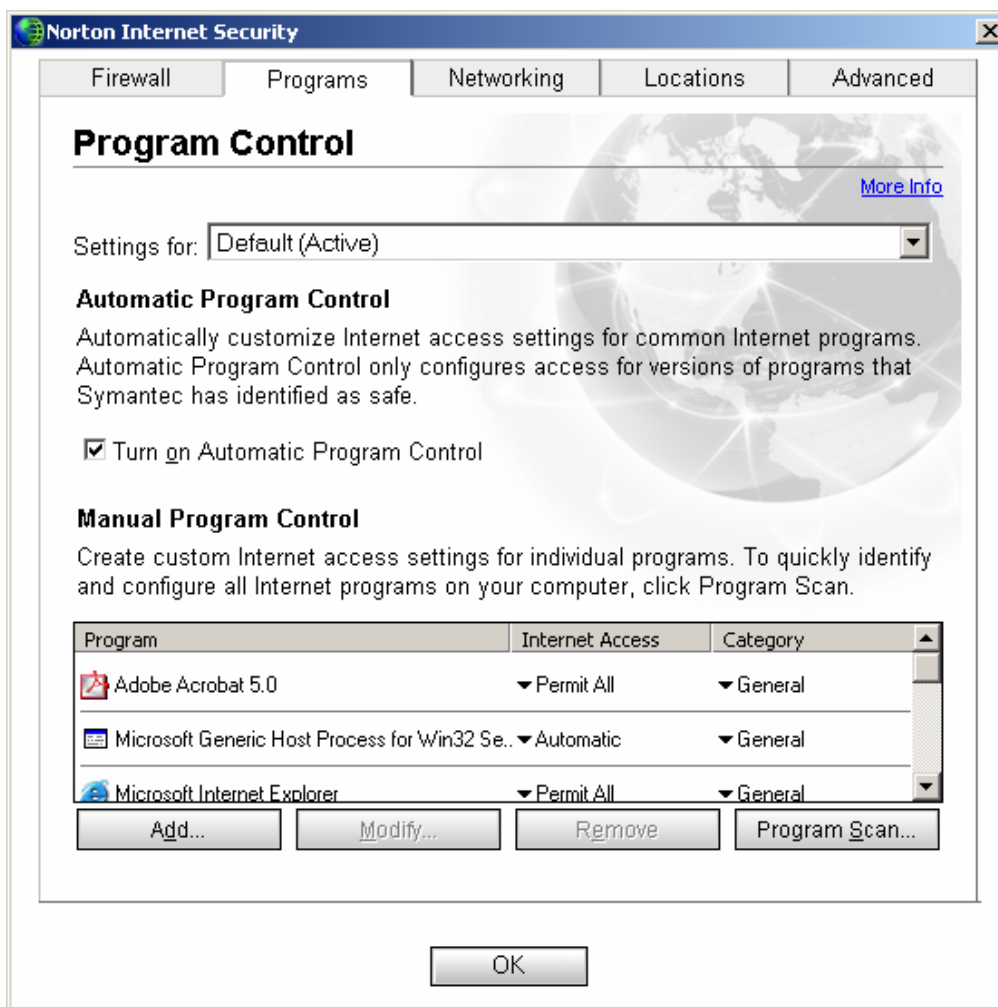 Norton Internet Security
Firewall Programs Networking Locations Advanced
Program Control
More Info
Settings for: Default (Active)
Automatic Program Control
Automatically customize Internet access settings for common Internet programs.
Automatic Program Control only configures access for versions of programs that
Symantec has identified as safe.
Turn on Automatic Program Control
Manual Program Control
Create custom Internet access settings for individual programs. To quickly identify
and configure all Internet programs on your computer, click Program Scan.
Program Internet Access Category
Adobe Acrobat 5.0 Permit All General
Microsoft Generic Host Process for Win32 Se.. Automatic General
Microsoft Internet Explorer Permit All General
Add... Modify... Remove Program Scan...
OK